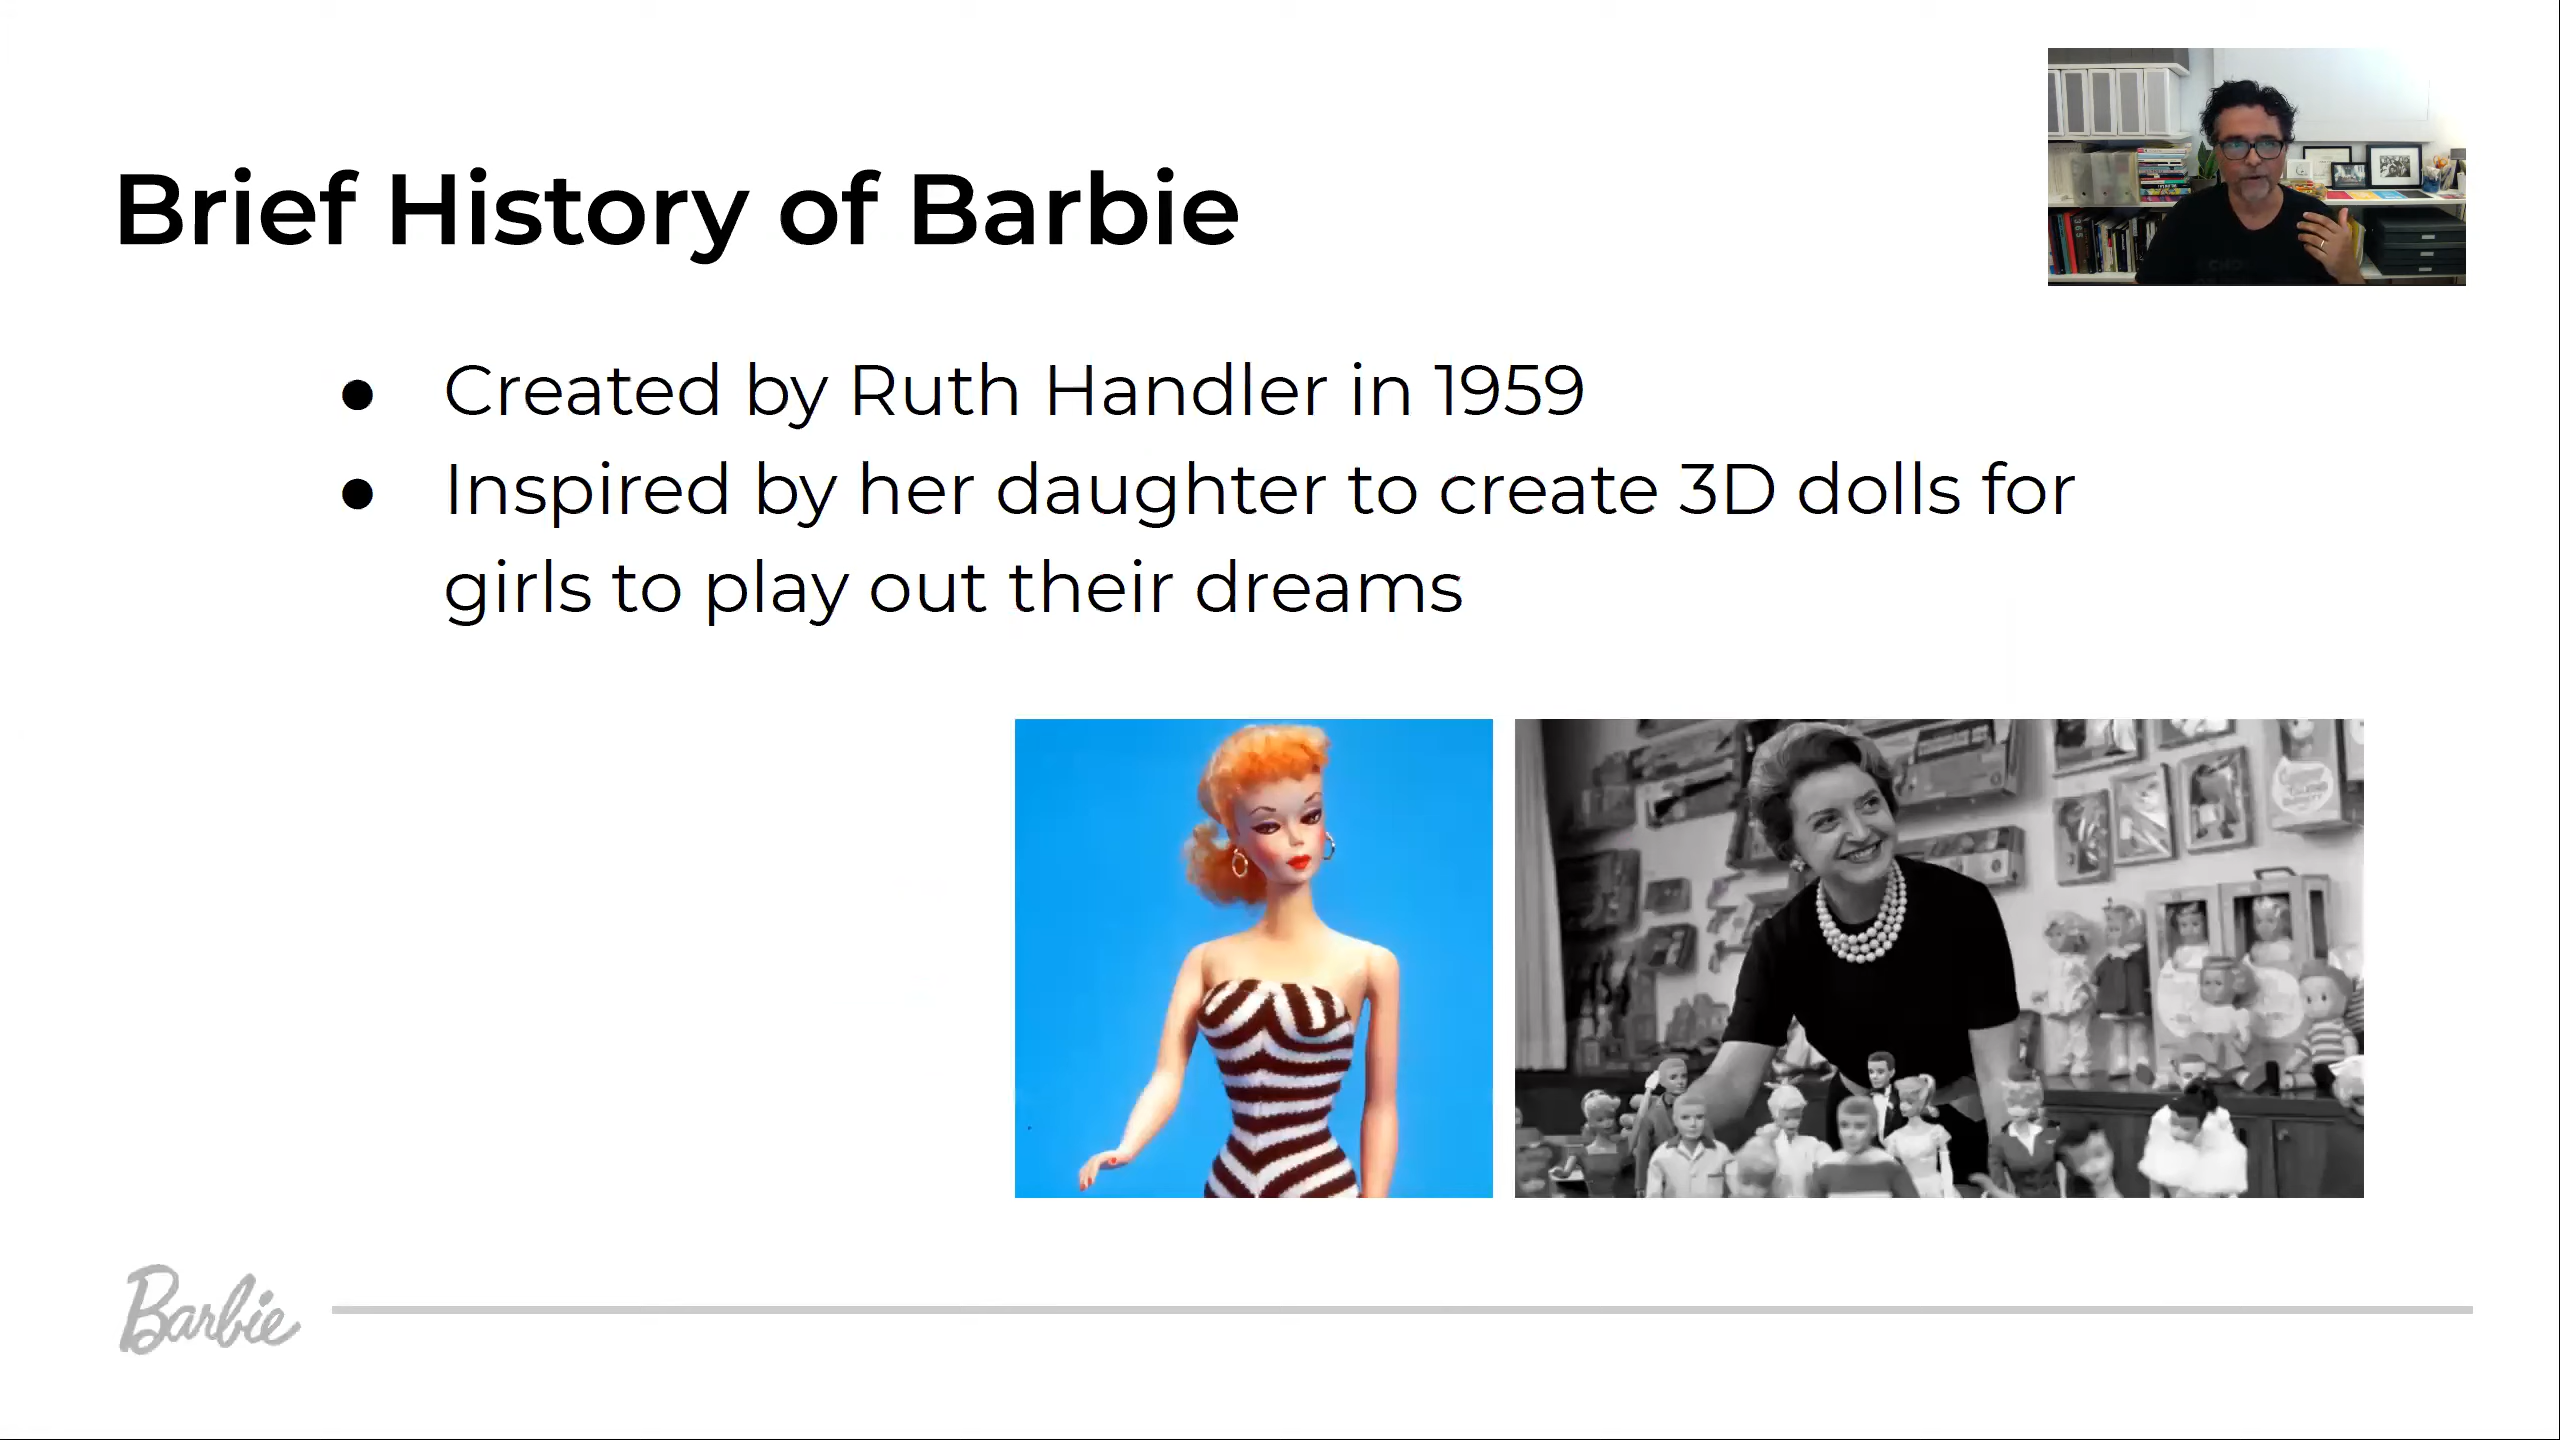 Brief History of Barbie
● Created by Ruth Handler in 1959
● Inspired by her daughter to create 3D dolls for
girls to play out their dreams
Barbie